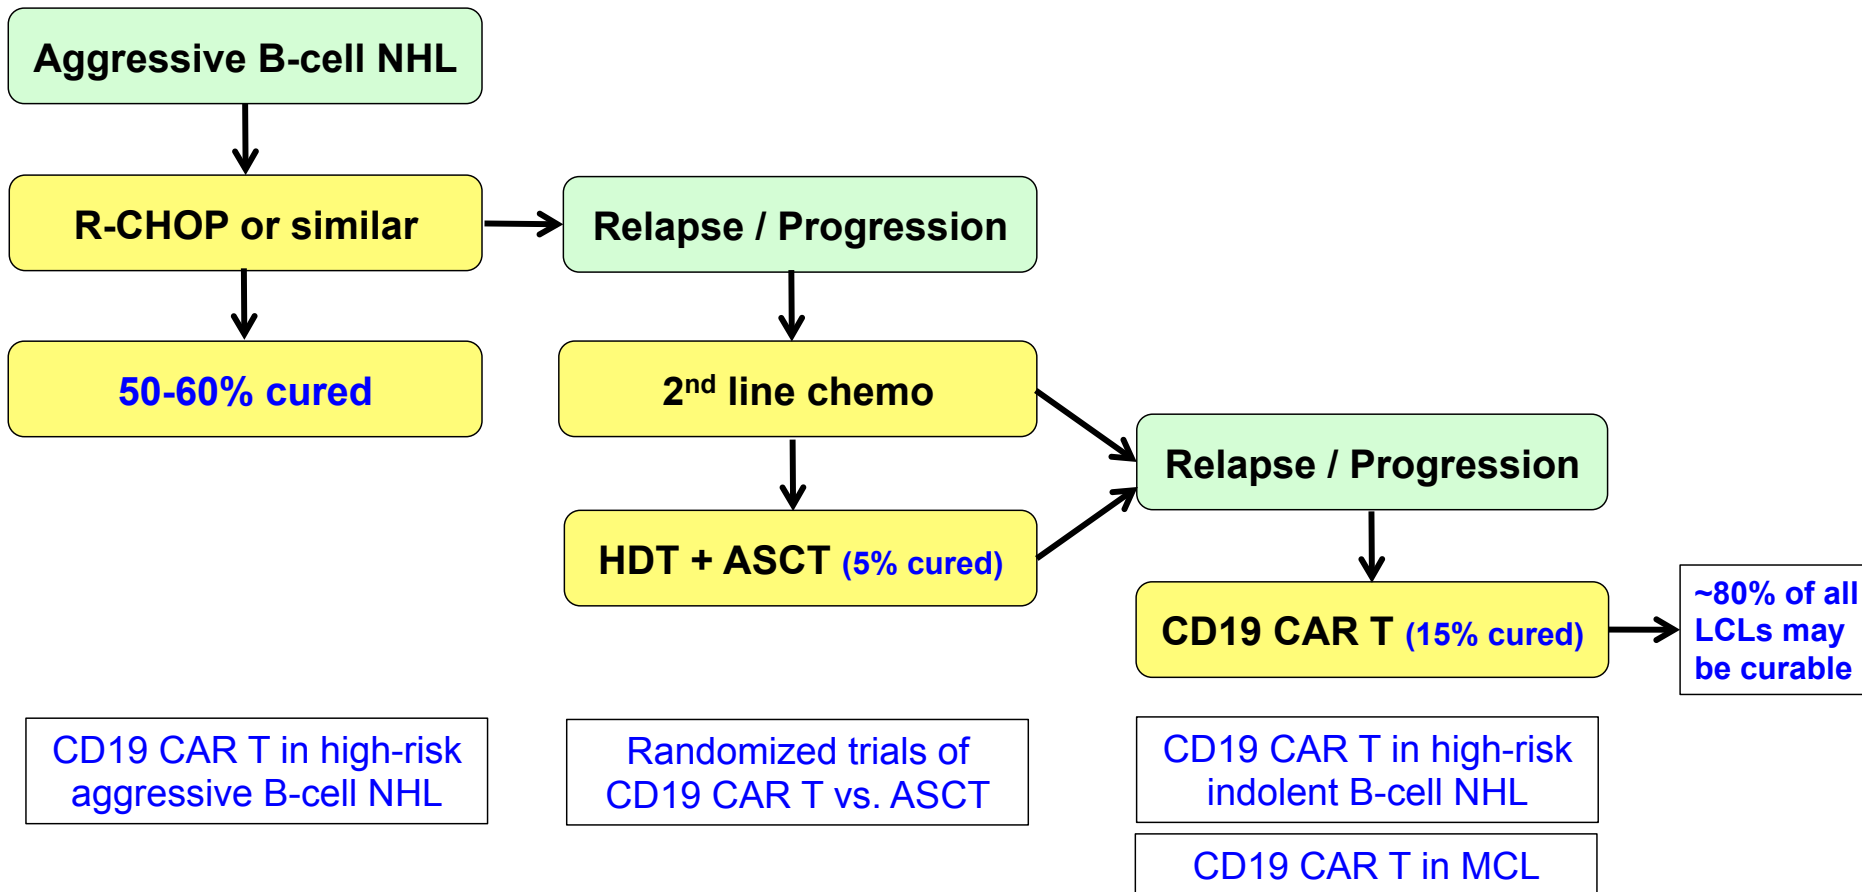 Aggressive B-cell NHL
R-CHOP or similar
Relapse / Progression
50-60% cured
2nd line chemo
Relapse / Progression
HDT + ASCT (5% cured)
CD19 CAR T (15% cured)
~80% of all
LCLs may
be curable
CD19 CAR T in high-risk
aggressive B-cell NHL
Randomized trials of
CD19 CAR T vs. ASCT
CD19 CAR T in high-risk
indolent B-cell NHL
CD19 CAR T in MCL